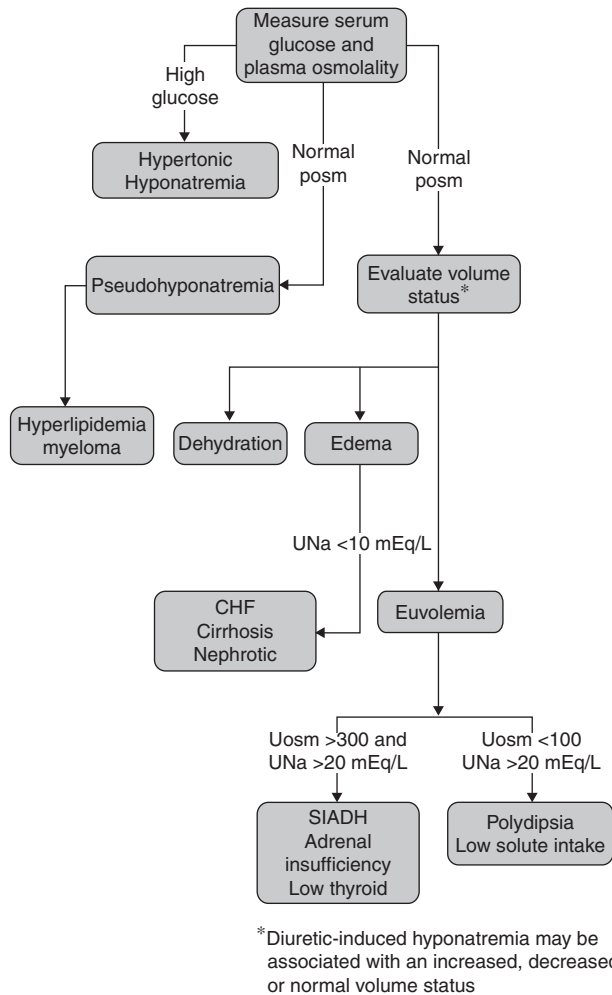 Measure serum
glucose and
plasma osmolality
High
glucose
Normal
posm
Normal
posm
Hypertonic
Hyponatremia
Pseudohyponatremia
Evaluate volume
status*
Hyperlipidemia
myeloma
Dehydration
Edema
UNa <10 mEq/L
CHF
Cirrhosis
Nephrotic
Euvolemia
Uosm >300 and
UNa >20 mEq/L
Uosm <100
UNa >20 mEq/L
SIADH
Adrenal
insufficiency
Low thyroid
Polydipsia
Low solute intake
*Diuretic-induced hyponatremia may be
associated with an increased, decreased
or normal volume status